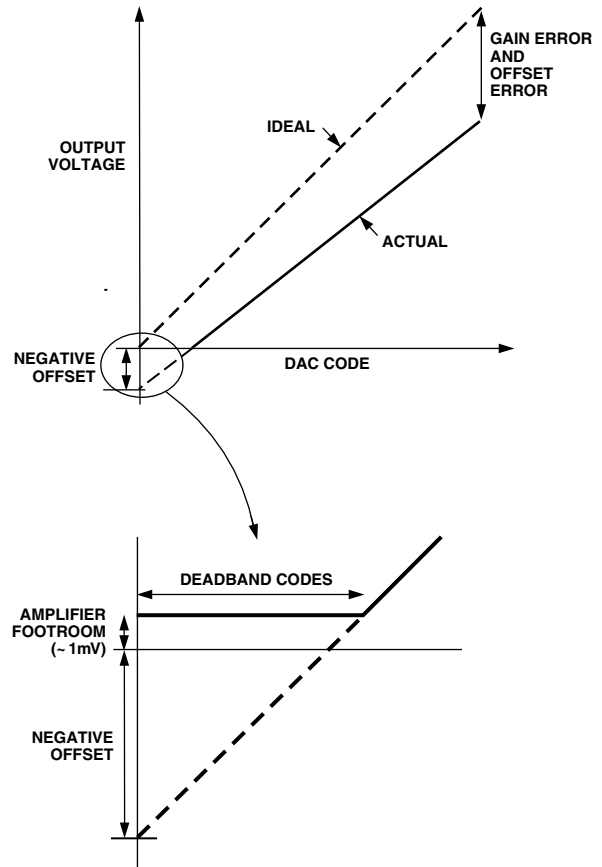 GAIN ERROR
AND
OFFSET
ERROR
IDEAL
OUTPUT
VOLTAGE
ACTUAL
NEGATIVE
OFFSET
DAC CODE
DEADBAND CODES
AMPLIFIER
FOOTROOM
(~ 1mV)
NEGATIVE
OFFSET